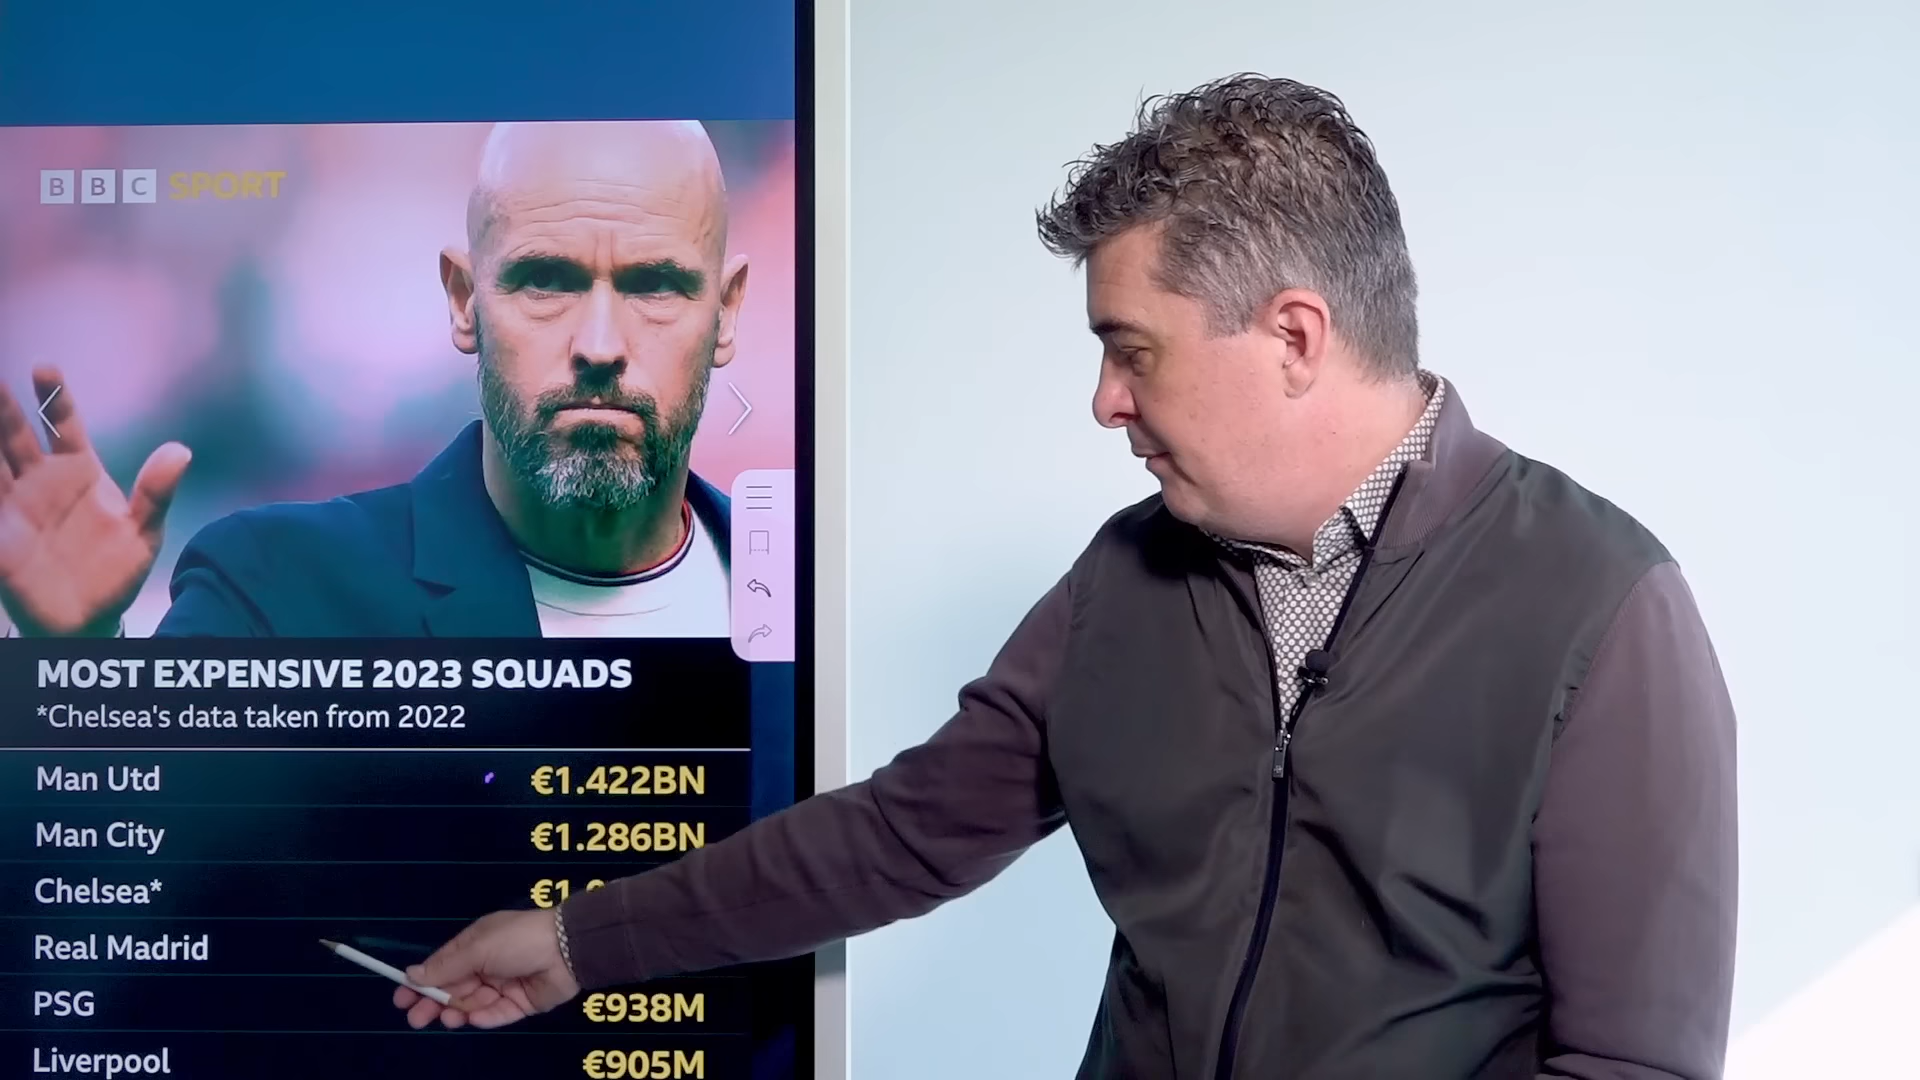 BBC SPORT
MOST EXPENSIVE 2023 SQUADS
*Chelsea's data taken from 2022
Man Utd €1.422BN
Man City €1.286BN
Chelsea*
Real Madrid
PSG €938M
Liverpool €905M